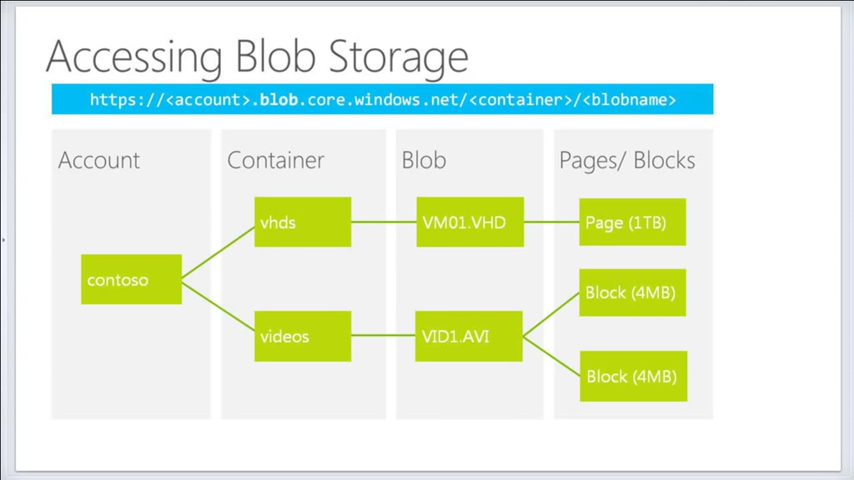 Accessing Blob Storage
https://<account>.blob.core.windows.net/<container>/<blobname>
Account
Container
Blob
Pages/ Blocks
vhds
VM01.VHD
Page (1TB)
contoso
Block (4MB)
videos
VID1.AVI
Block (4MB)